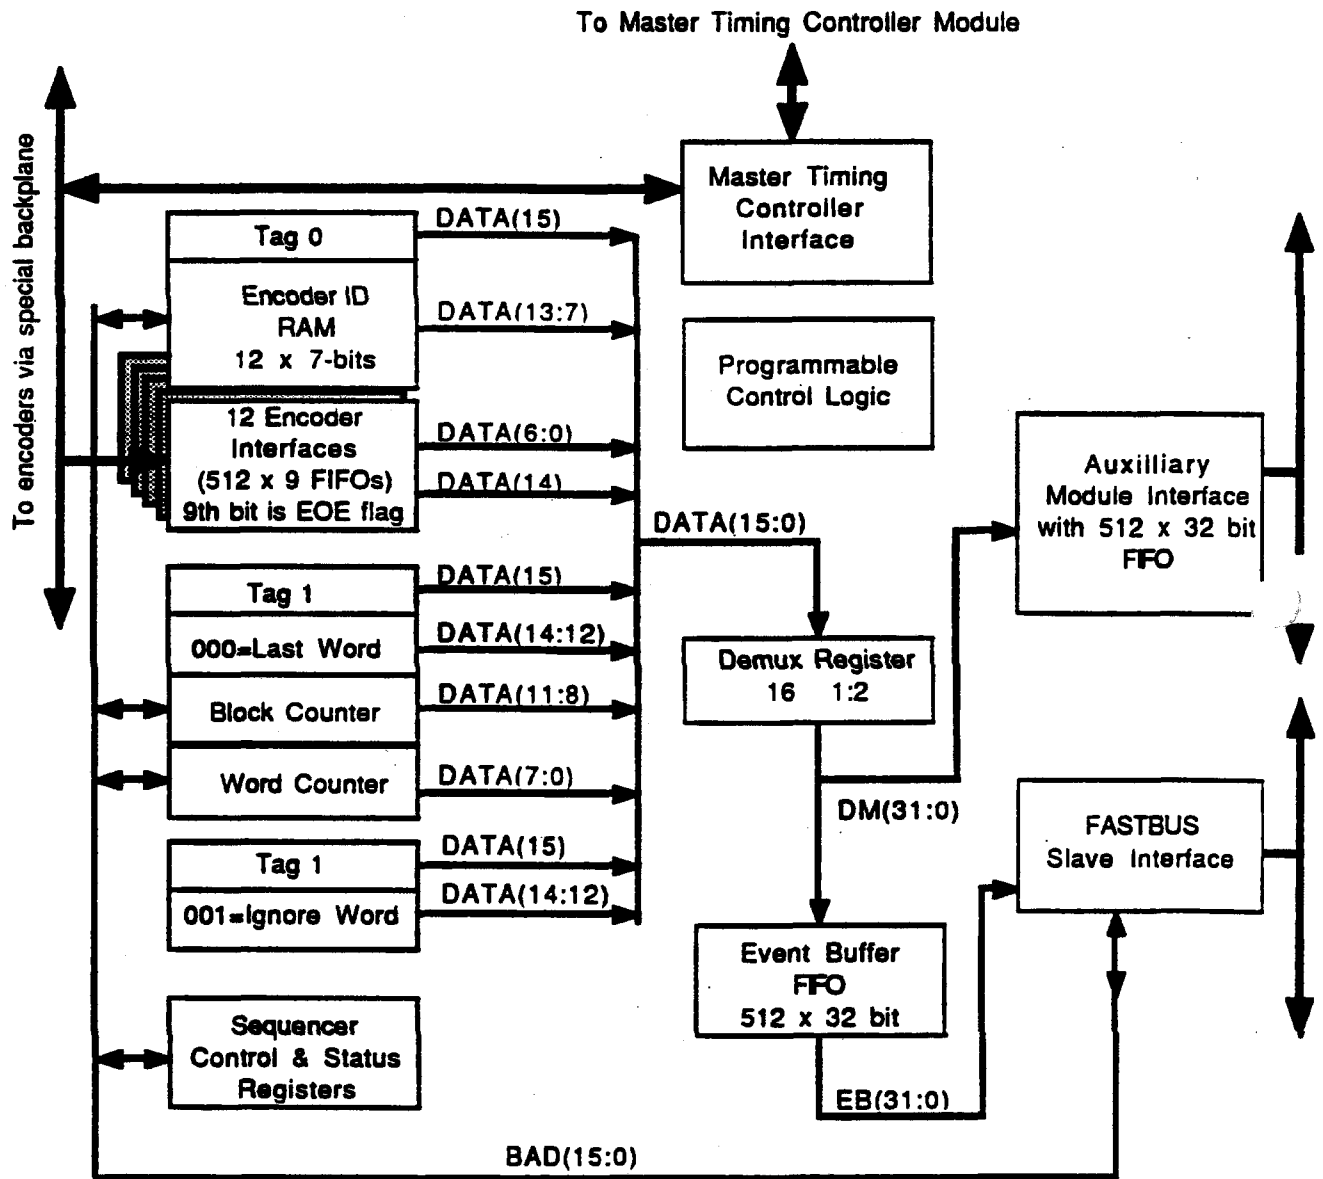 To Master Timing Controller Module
To encoders via special backplane
Master Timing
Controller
Interface
Tag 0
DATA(15)
Encoder ID
RAM
12 x 7-bits
DATA(13:7)
Programmable
Control Logic
12 Encoder
Interfaces
(512 x 9 FIFOs)
9th bit is EOE flag
DATA(6:0)
DATA(14)
Auxilliary
Module Interface
with 512 x 32 bit
FIFO
DATA(15:0)
Tag 1
DATA(15)
000=Last Word
DATA(14:12)
Block Counter
DATA(11:8)
Word Counter
DATA(7:0)
Demux Register
16 1:2
DM(31:0)
FASTBUS
Slave Interface
Tag 1
DATA(15)
001=Ignore Word
DATA(14:12)
Event Buffer
FIFO
512 x 32 bit
Sequencer
Control & Status
Registers
EB(31:0)
BAD(15:0)